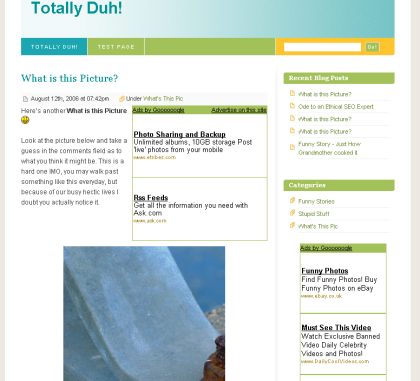 Totally Duh!
TOTALLY DUH!
TEST PAGE
Go!
What is this Picture?
August 12th, 2006 at 07:42pm
Under What's This Pic
Here's another What is this Picture
Look at the picture below and take a
guess in the comments field as to
what you think it might be. This is a
hard one IMO, you may walk past
something like this everyday, but
because of our busy hectic lives I
doubt you actually notice it.
Ads by Goooooogle
Advertise on this site
Photo Sharing and Backup
Unlimited albums, 10GB storage Post
'live' photos from your mobile
Rss Feeds
Get all the information you need with
Ask.com
www.ask.com
Recent Blog Posts
What is this Picture?
Ode to an Ethical SEO Expert
What is this Picture?
What is this Picture?
Funny Story - Just How
Grandmother cooked it
Categories
Funny Stories
Stupid Stuff
What's This Pic
Ads by Goooooogle
Funny Photos
Find Funny Photos! Buy
Funny Photos on eBay
www.ebay.co.uk
Must See This Video
Watch Exclusive Banned
Video Daily Celebrity
Videos and Photos!
www.DailyCashVideos.com